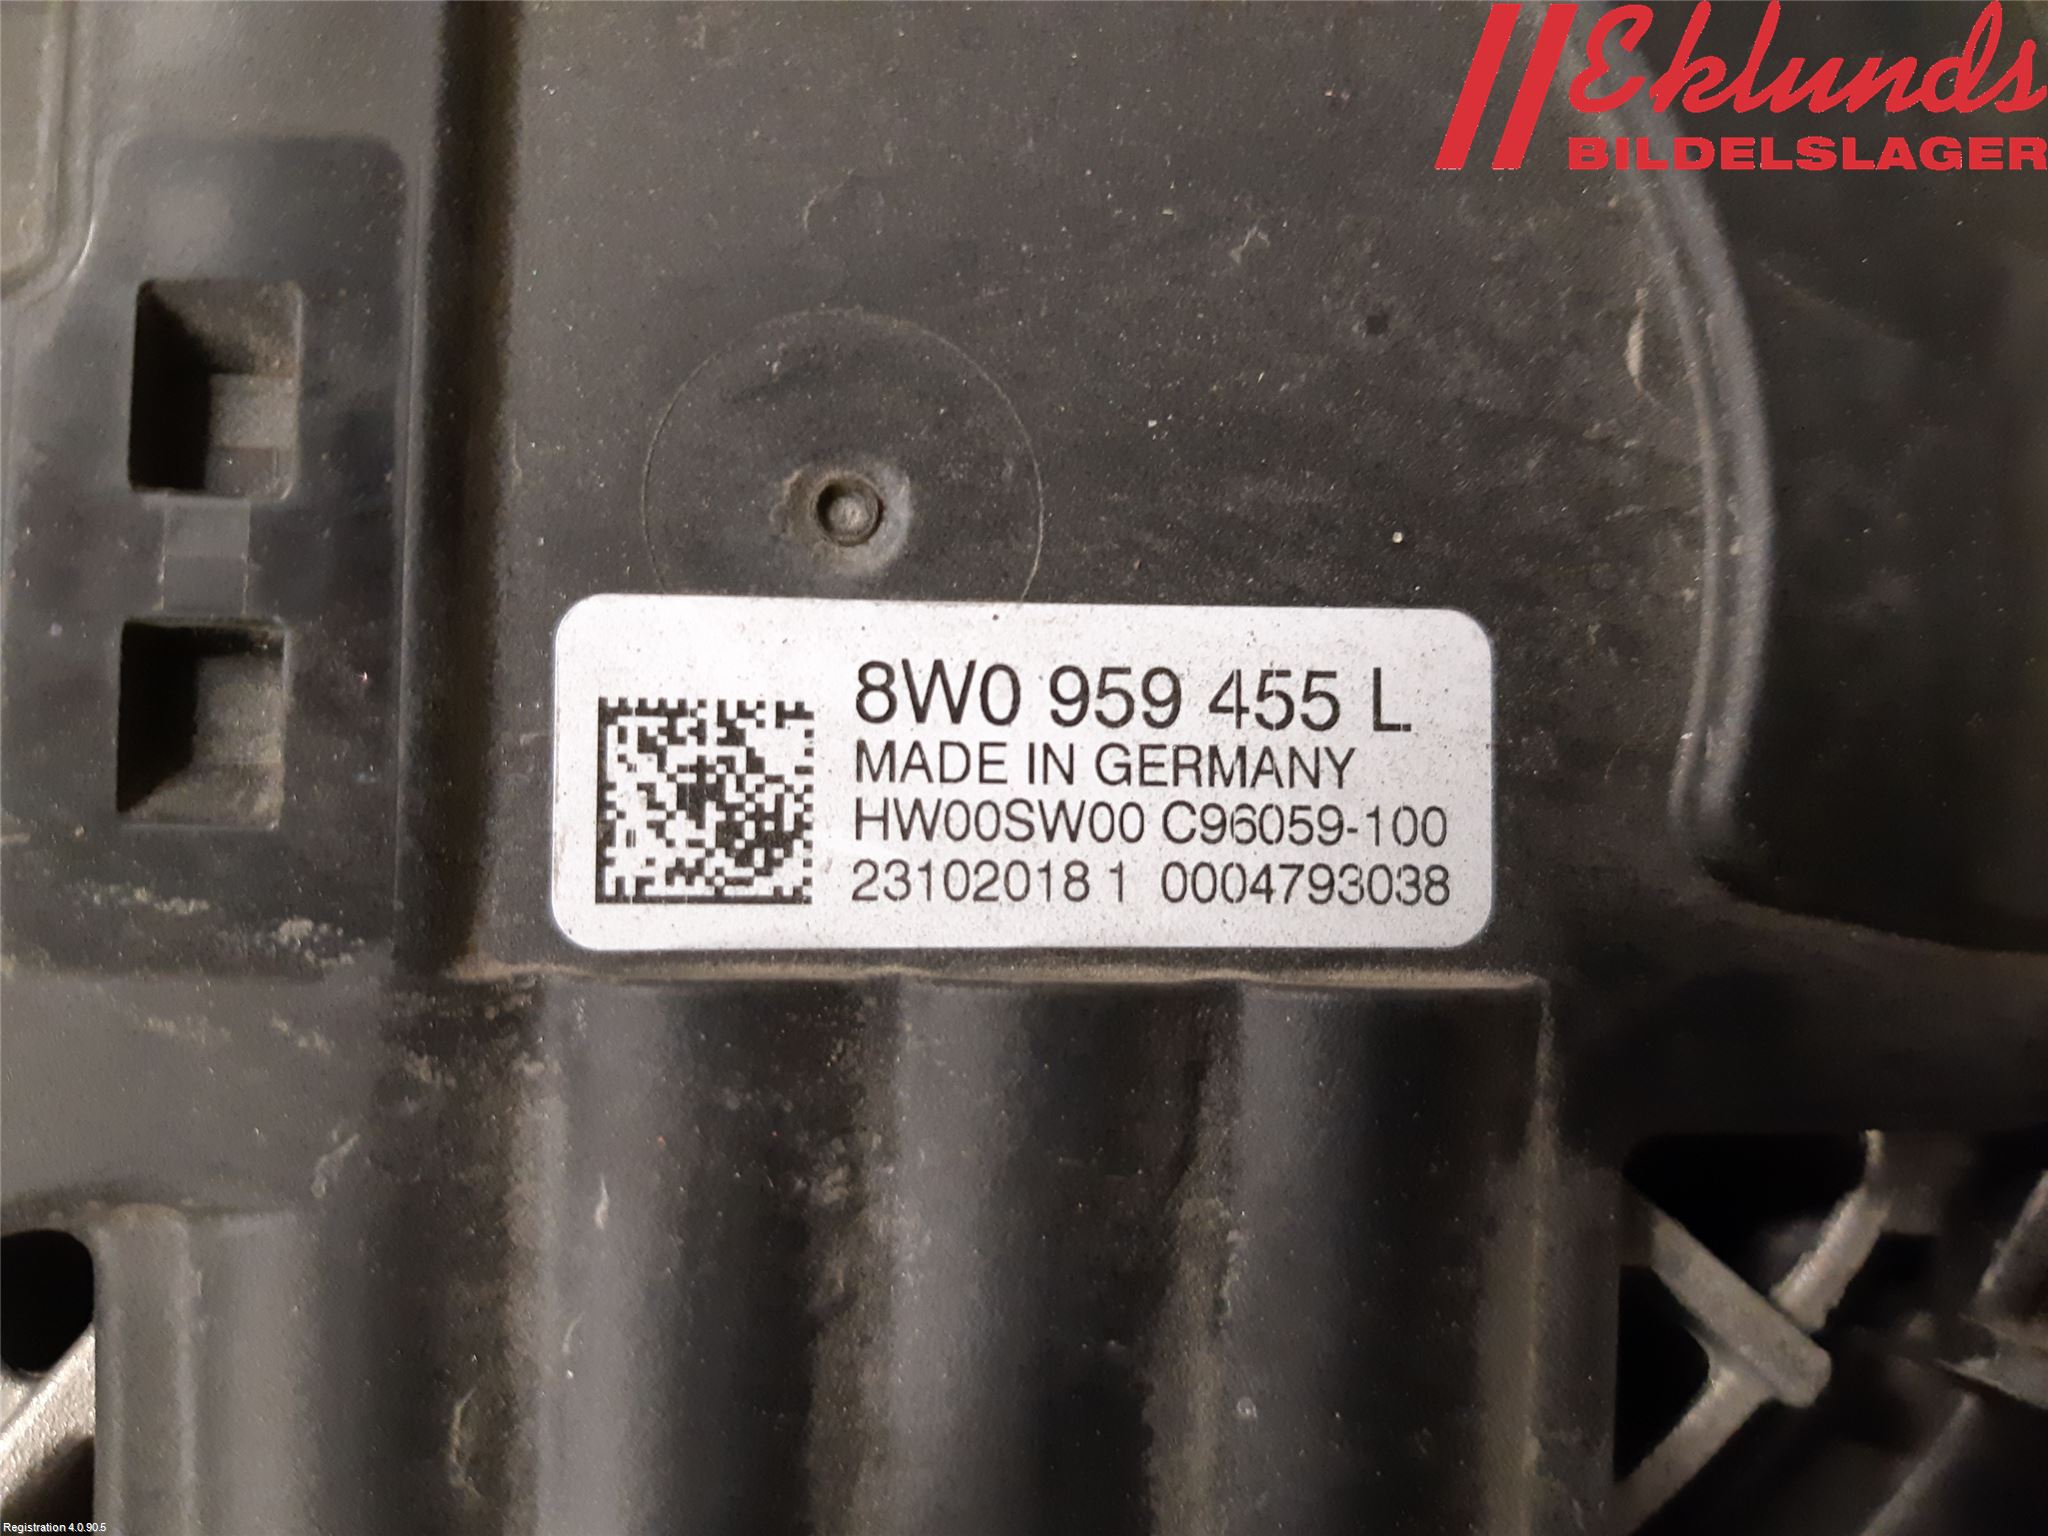 Eklunds
BILDELSLAGER
8W0 959 455 L
MADE IN GERMANY
HW00SW00 C96059-100
23102018 1 0004793038
Registration 4.0.90.5